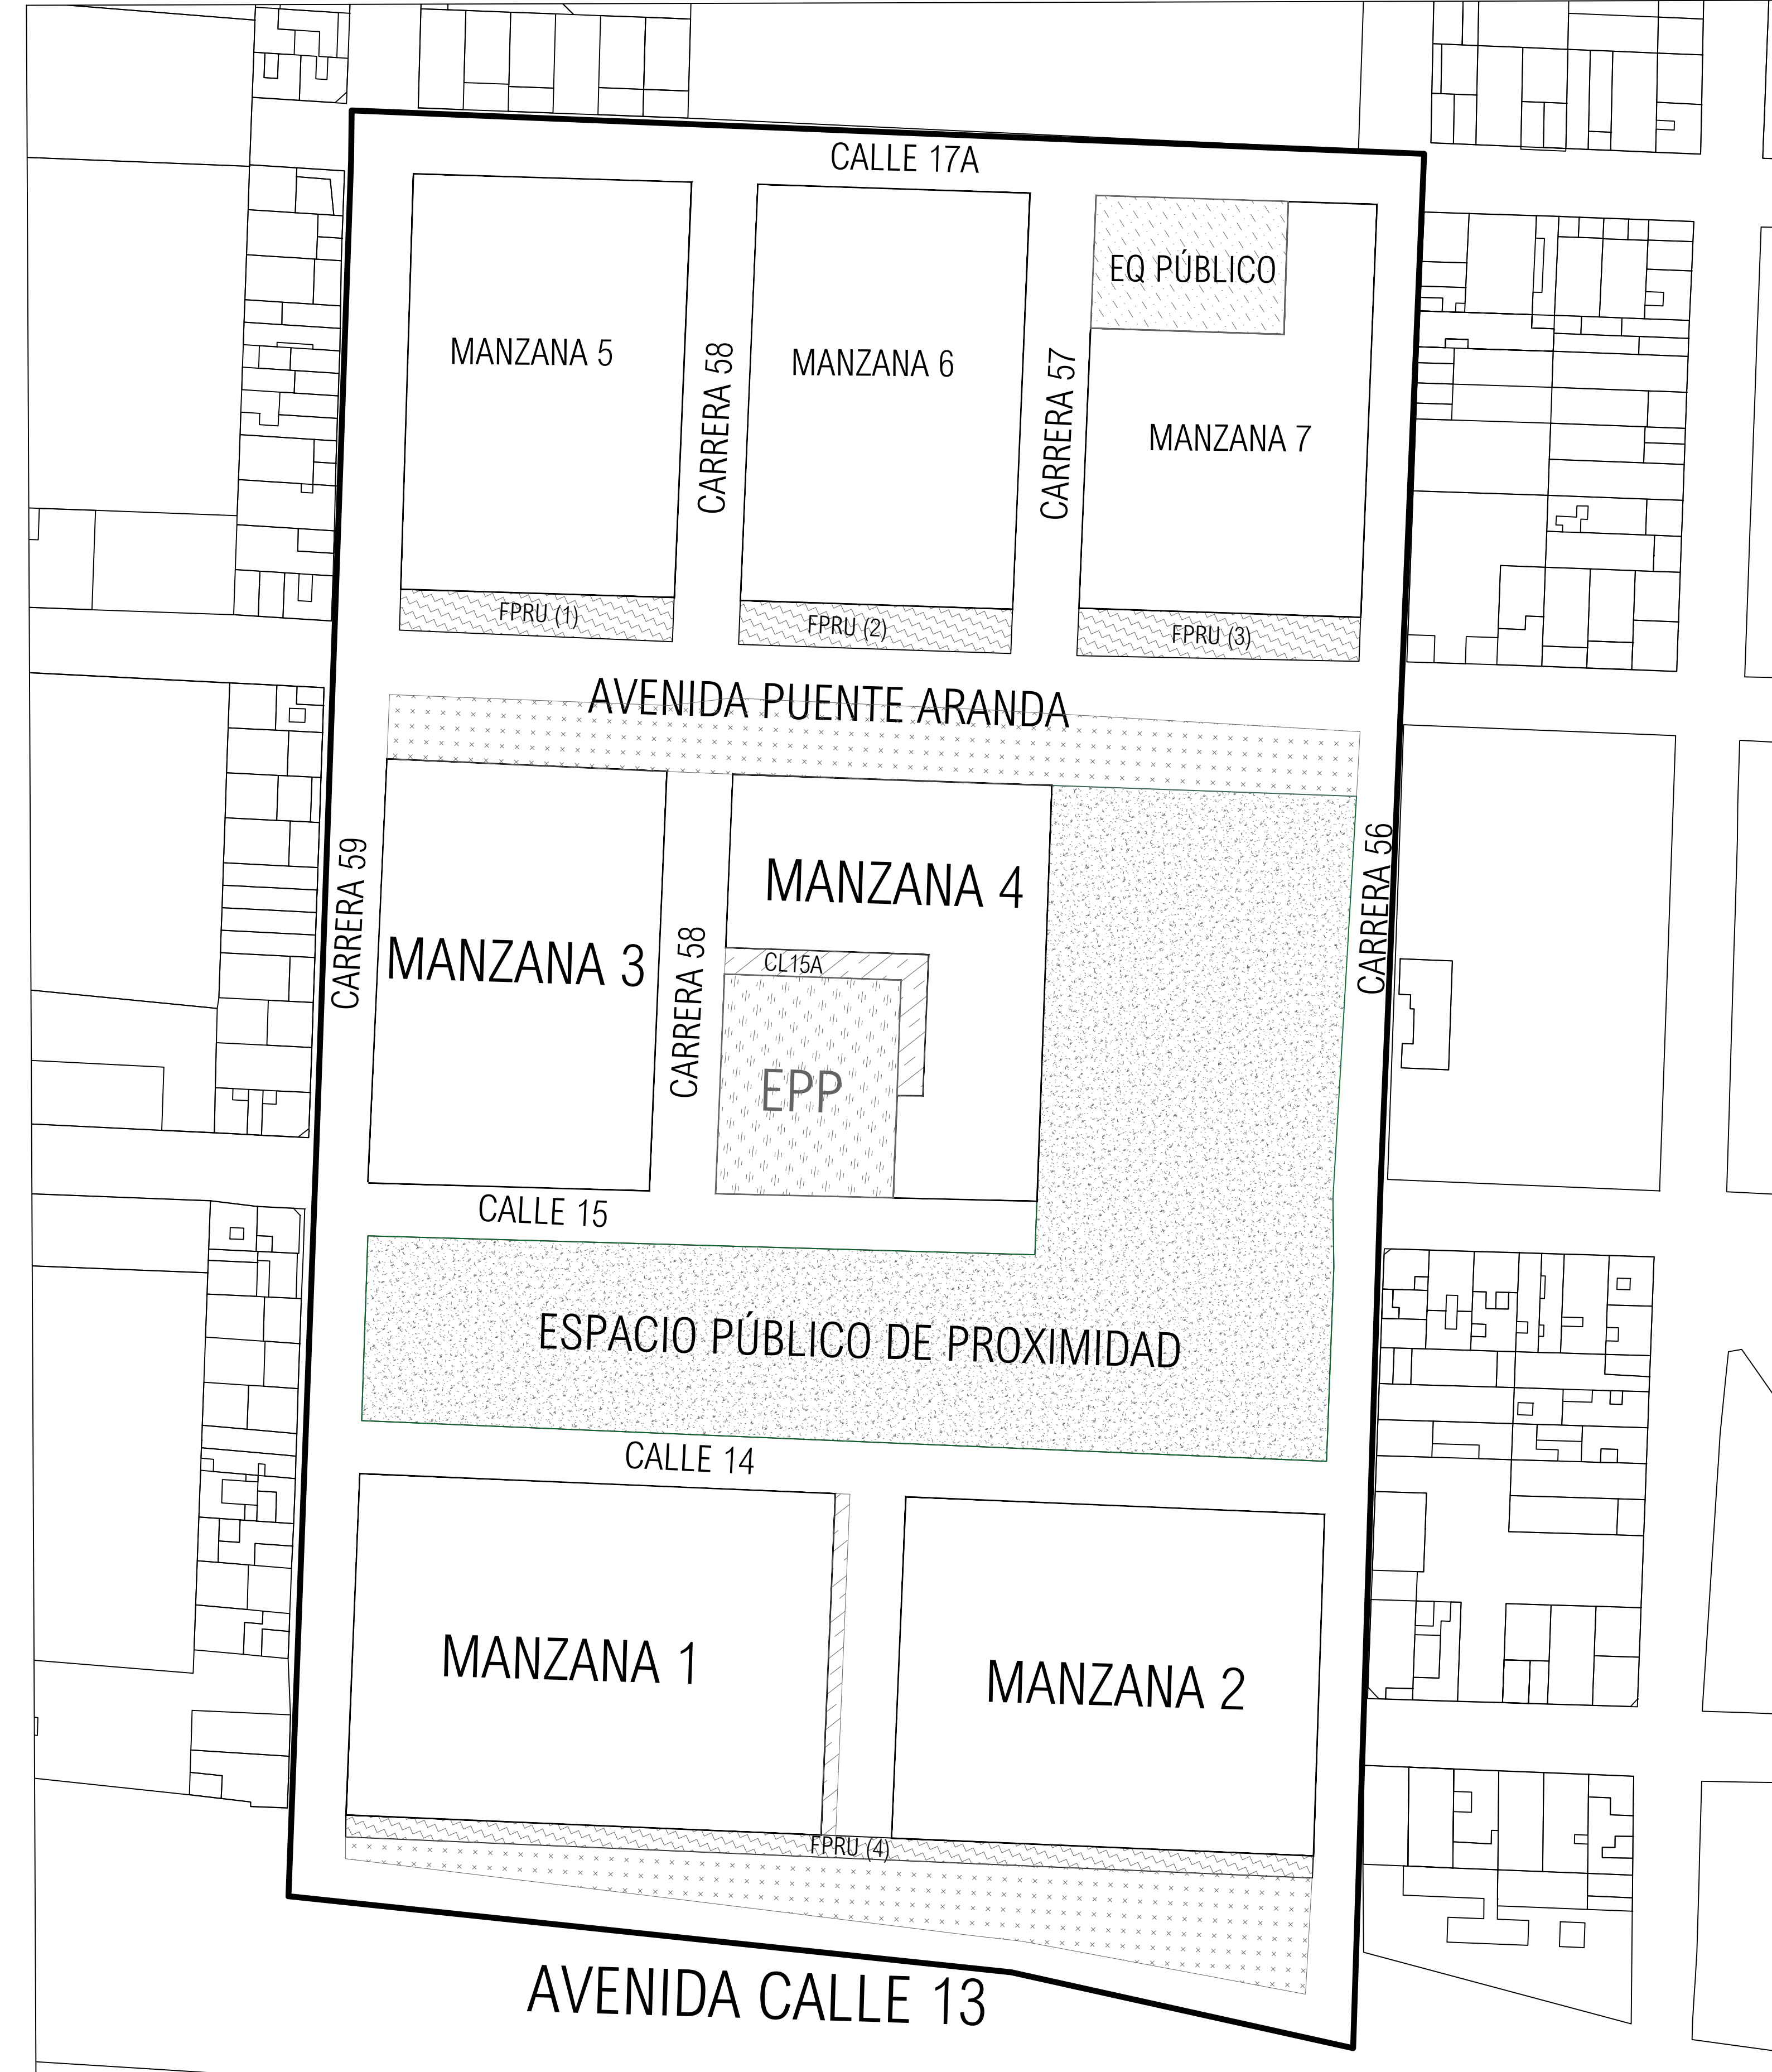 CALLE 17A
EQ PÚBLICO
MANZANA 5
MANZANA 6
CARRERA 58
CARRERA 57
MANZANA 7
FPRU (1)
FPRU (2)
FPRU (3)
AVENIDA PUENTE ARANDA
MANZANA 4
CARRERA 59
MANZANA 3
CARRERA 58
CL15A
CARRERA 56
EPP
CALLE 15
ESPACIO PÚBLICO DE PROXIMIDAD
CALLE 14
MANZANA 1
MANZANA 2
FPRU (4)
AVENIDA CALLE 13